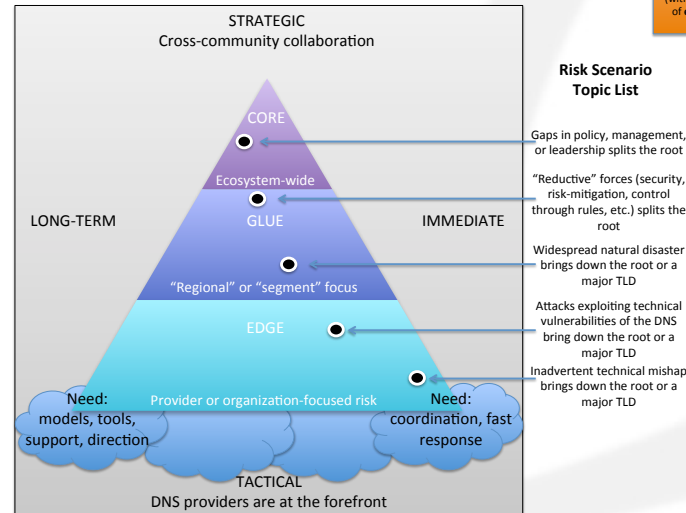 (with
of e
STRATEGIC
Cross-community collaboration
Risk Scenario
Topic List
CORE
Ecosystem-wide
Gaps in policy, management,
or leadership splits the root
"Reductive" forces (security,
risk-mitigation, control
through rules, etc.) splits the
root
LONG-TERM
GLUE
IMMEDIATE
"Regional" or "segment" focus
Widespread natural disaster
brings down the root or a
major TLD
EDGE
Attacks exploiting technical
vulnerabilities of the DNS
bring down the root or a
major TLD
Inadvertent technical mishap
brings down the root or a
major TLD
Provider or organization-focused risk
Need:
models, tools,
support, direction
Need:
coordination, fast
response
TACTICAL
DNS providers are at the forefront